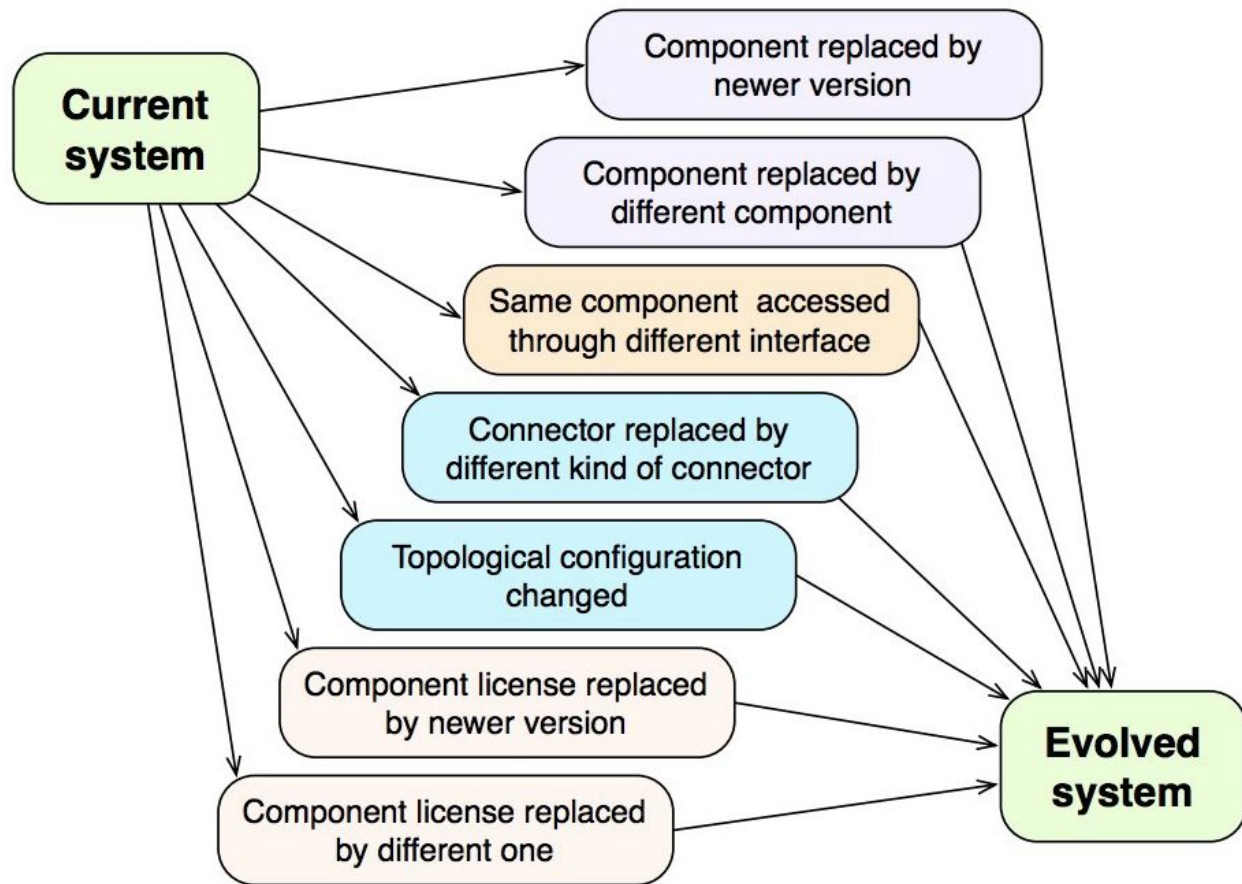 Current
system
Component replaced by
newer version
Component replaced by
different component
Same component accessed
through different interface
Connector replaced by
different kind of connector
Topological configuration
changed
Component license replaced
by newer version
Component license replaced
by different one
Evolved
system